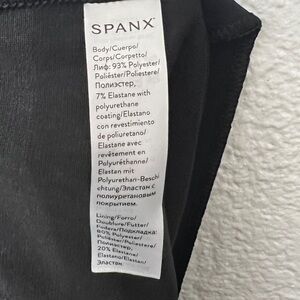 SPANX
Body/Cuerpo/
Corps/Corpetto/
Лиф: 93% Polyester/
Poliéster/Poliestere/
Полиэстер,
7% Elastane with
polyurethane
coating/Elastano
con revestimiento
de poliuretano/
Elastane avec
revêtement en
Polyuréthanne/
Elastan mit
Polyurethan-Beschi
chtung/Эластан с
полиуретановым
покрытием.
Lining/Forro/
Doublure/Futter/
Fodera/Подкладка:
80% Polyester/
Poliéster/Poliestere/
Полиэстер,
20% Elastane/
Elastano/Elastan/
Эластан